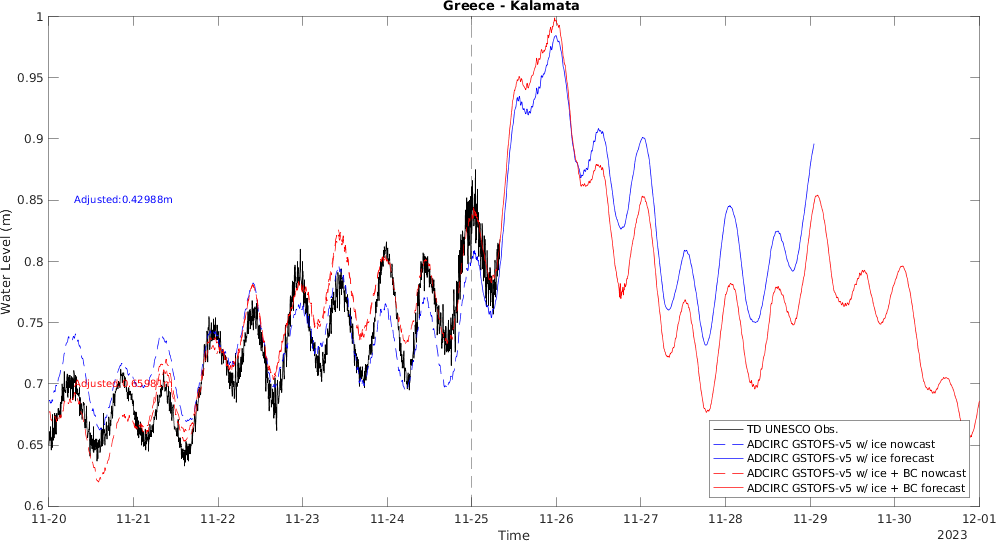 Greece - Kalamata
1
0.95
0.9
0.85
0.8
0.75
0.7
0.65
0.6
Water Level (m)
Adjusted:0.42988m
TD UNESCO Obs.
ADCIRC GSTOFS-v5 w/ ice nowcast
ADCIRC GSTOFS-v5 w/ ice forecast
ADCIRC GSTOFS-v5 w/ ice + BC nowcast
ADCIRC GSTOFS-v5 w/ ice + BC forecast
11-20
11-21
11-22
11-23
11-24
11-25
11-26
11-27
11-28
11-29
11-30
12-01
Time
2023